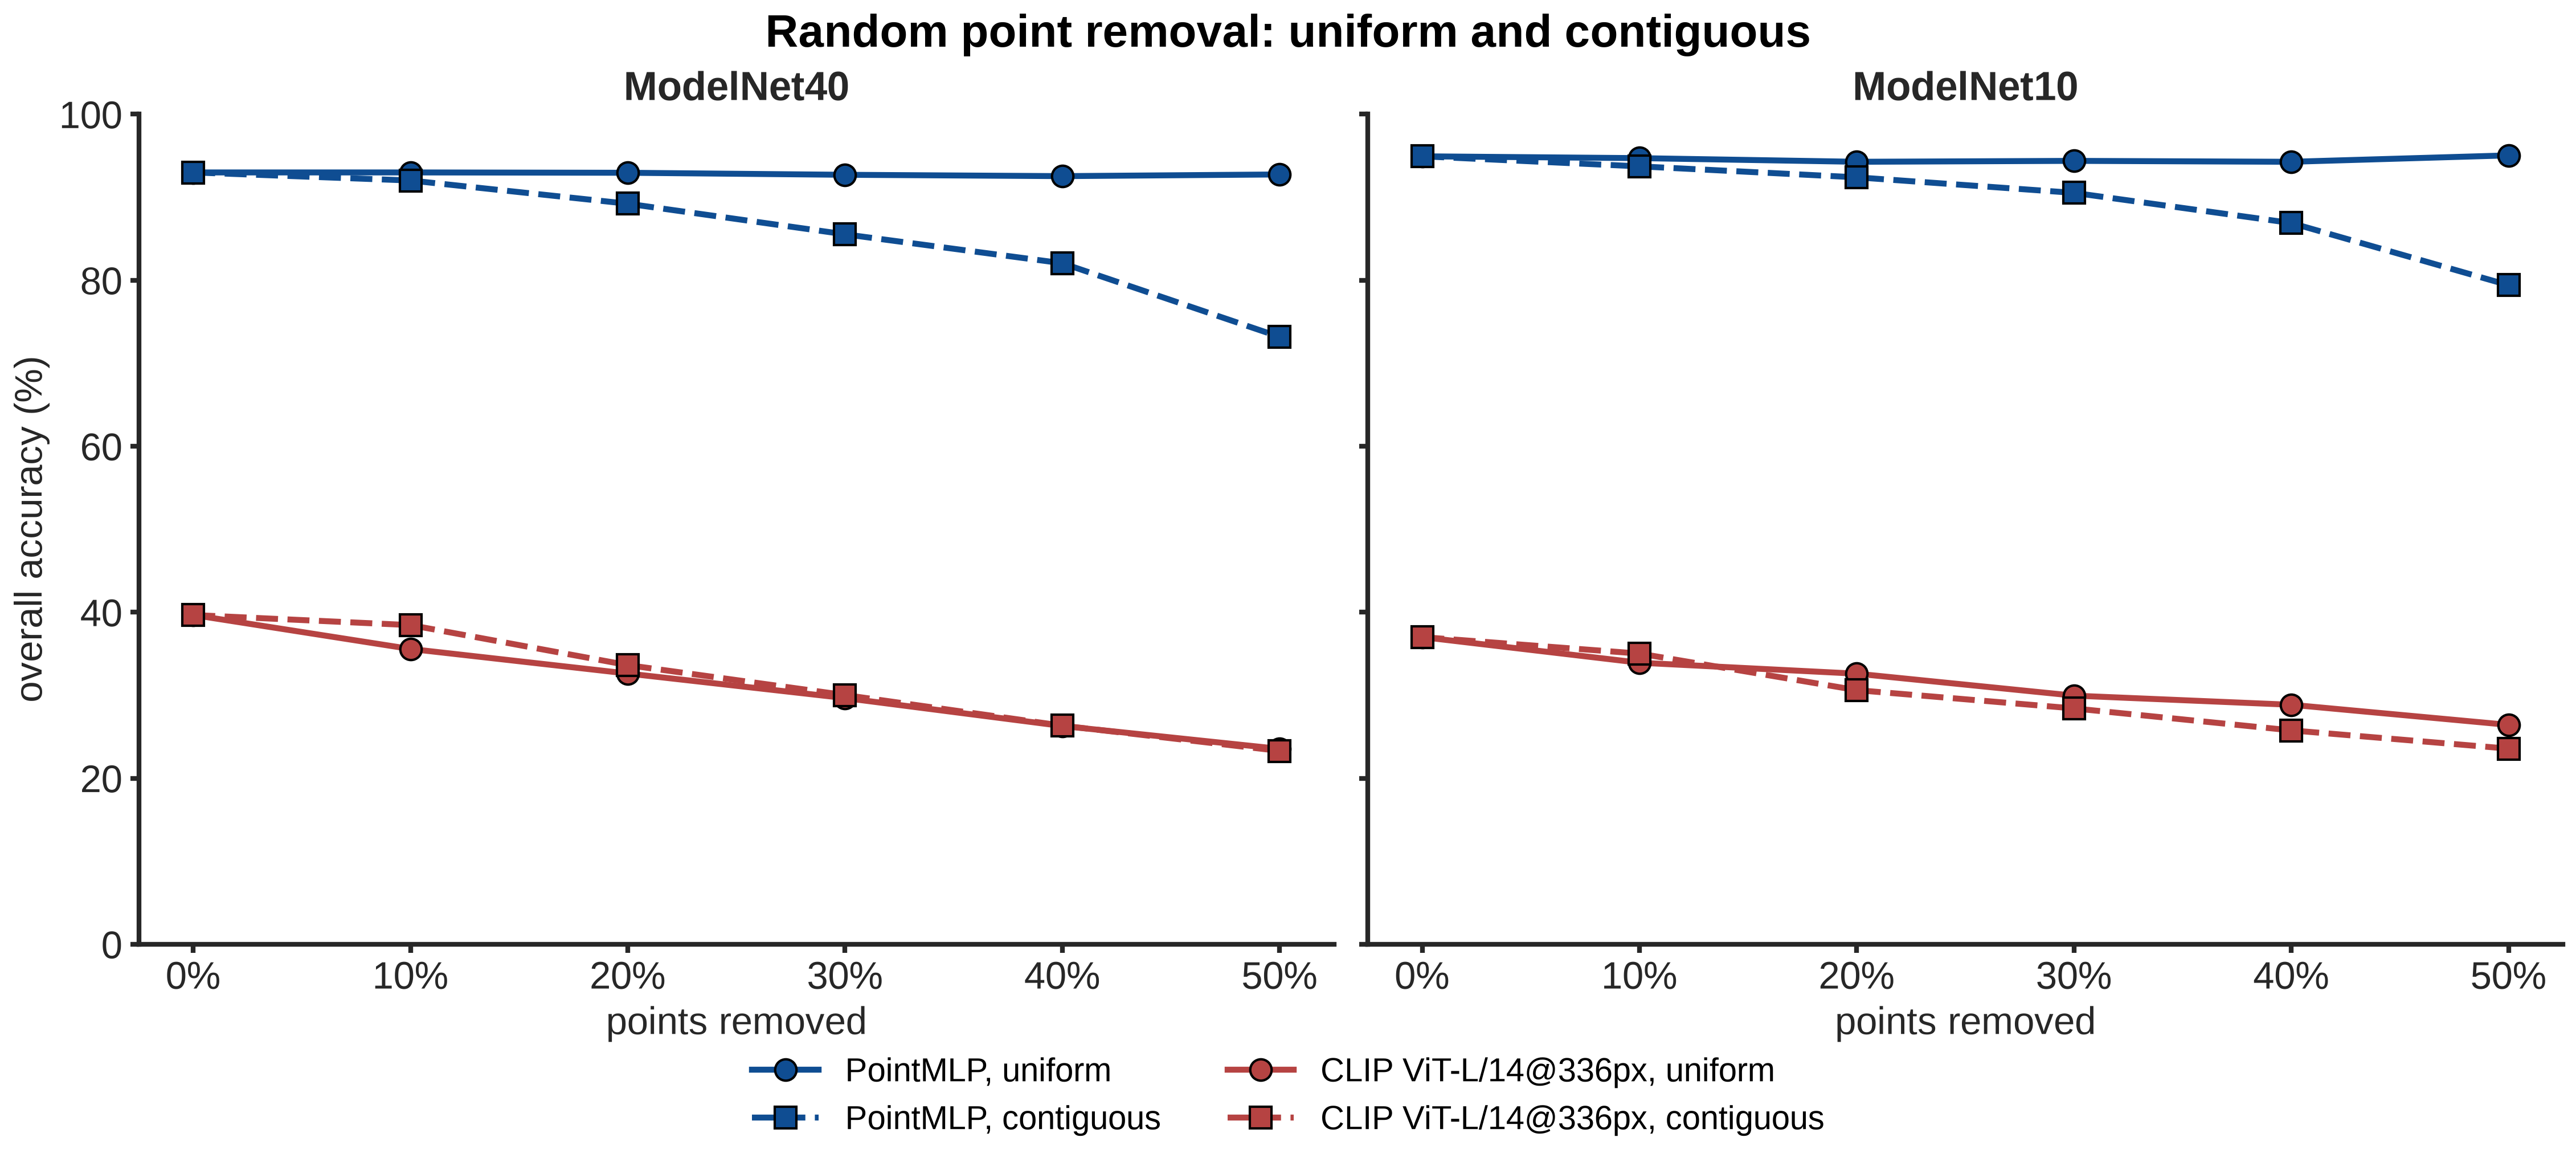 Random point removal: uniform and contiguous
ModelNet40
ModelNet10
overall accuracy (%)
100
80
60
40
20
0
0% 10% 20% 30% 40% 50%
0% 10% 20% 30% 40% 50%
points removed
points removed
PointMLP, uniform
CLIP ViT-L/14@336px, uniform
PointMLP, contiguous
CLIP ViT-L/14@336px, contiguous